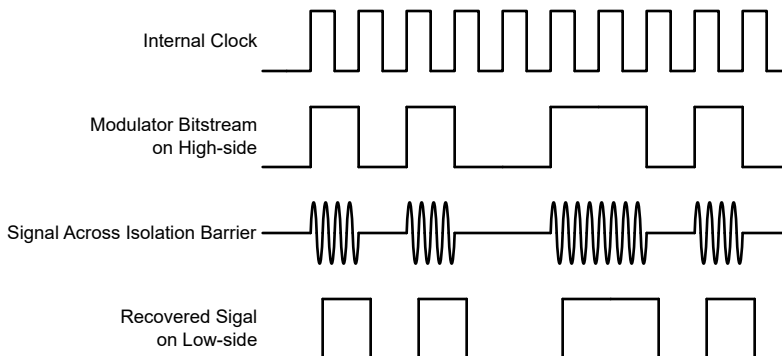 Internal Clock
Modulator Bitstream
on High-side
Signal Across Isolation Barrier
Recovered Sigal
on Low-side